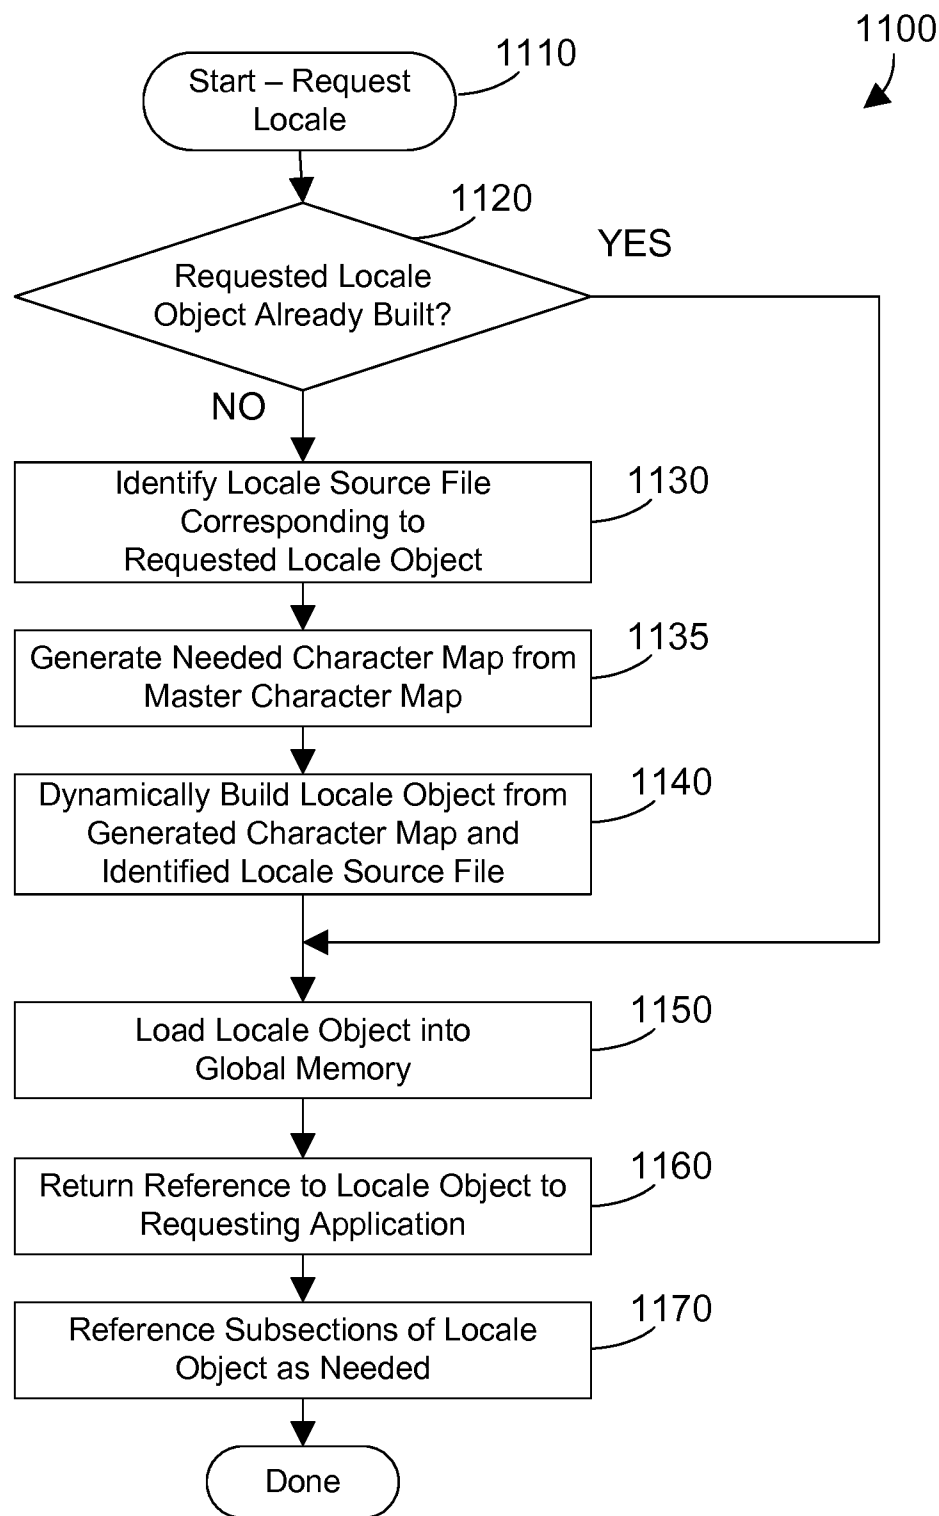 1100
1110
Start – Request
Locale
1120
YES
Requested Locale
Object Already Built?
NO
1130
Identify Locale Source File
Corresponding to
Requested Locale Object
1135
Generate Needed Character Map from
Master Character Map
1140
Dynamically Build Locale Object from
Generated Character Map and
Identified Locale Source File
1150
Load Locale Object into
Global Memory
1160
Return Reference to Locale Object to
Requesting Application
1170
Reference Subsections of Locale
Object as Needed
Done